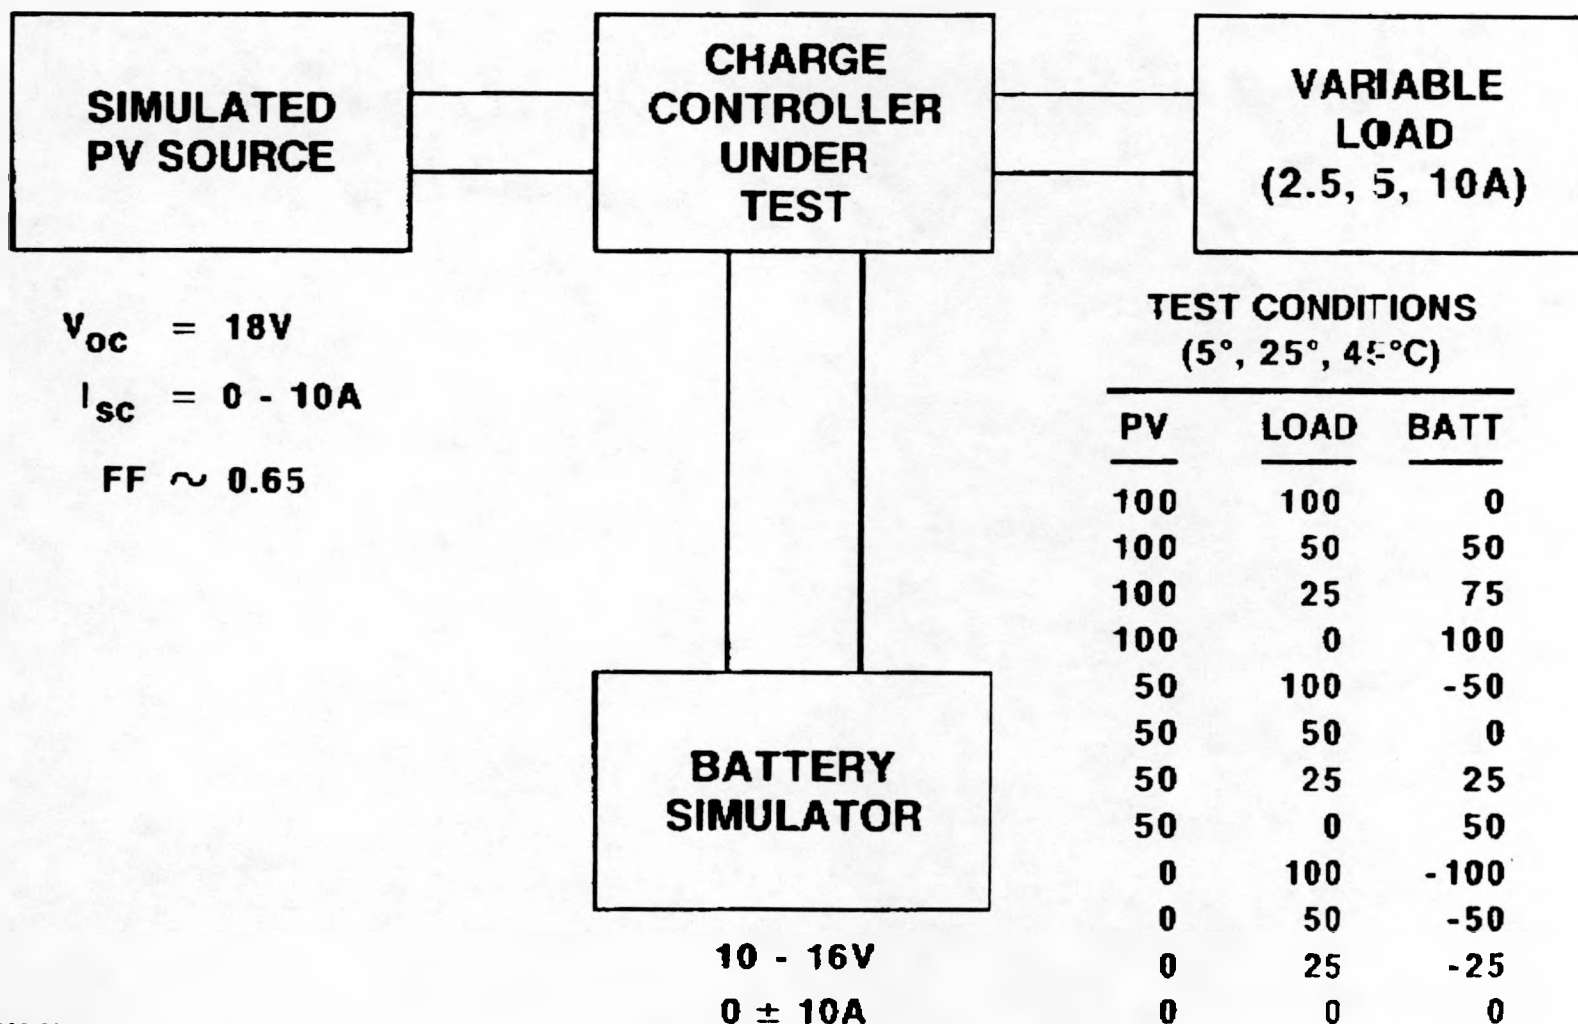 SIMULATED
PV SOURCE
CHARGE
CONTROLLER
UNDER
TEST
VARIABLE
LOAD
(2.5, 5, 10A)
Voc = 18V
Isc = 0 - 10A
FF ~ 0.65
BATTERY
SIMULATOR
10 - 16V
0 ± 10A
TEST CONDITIONS
(5°, 25°, 45°C)
PV LOAD BATT
100 100 0
100 50 50
100 25 75
100 0 100
50 100 -50
50 50 0
50 25 25
50 0 50
0 100 -100
0 50 -50
0 25 -25
0 0 0